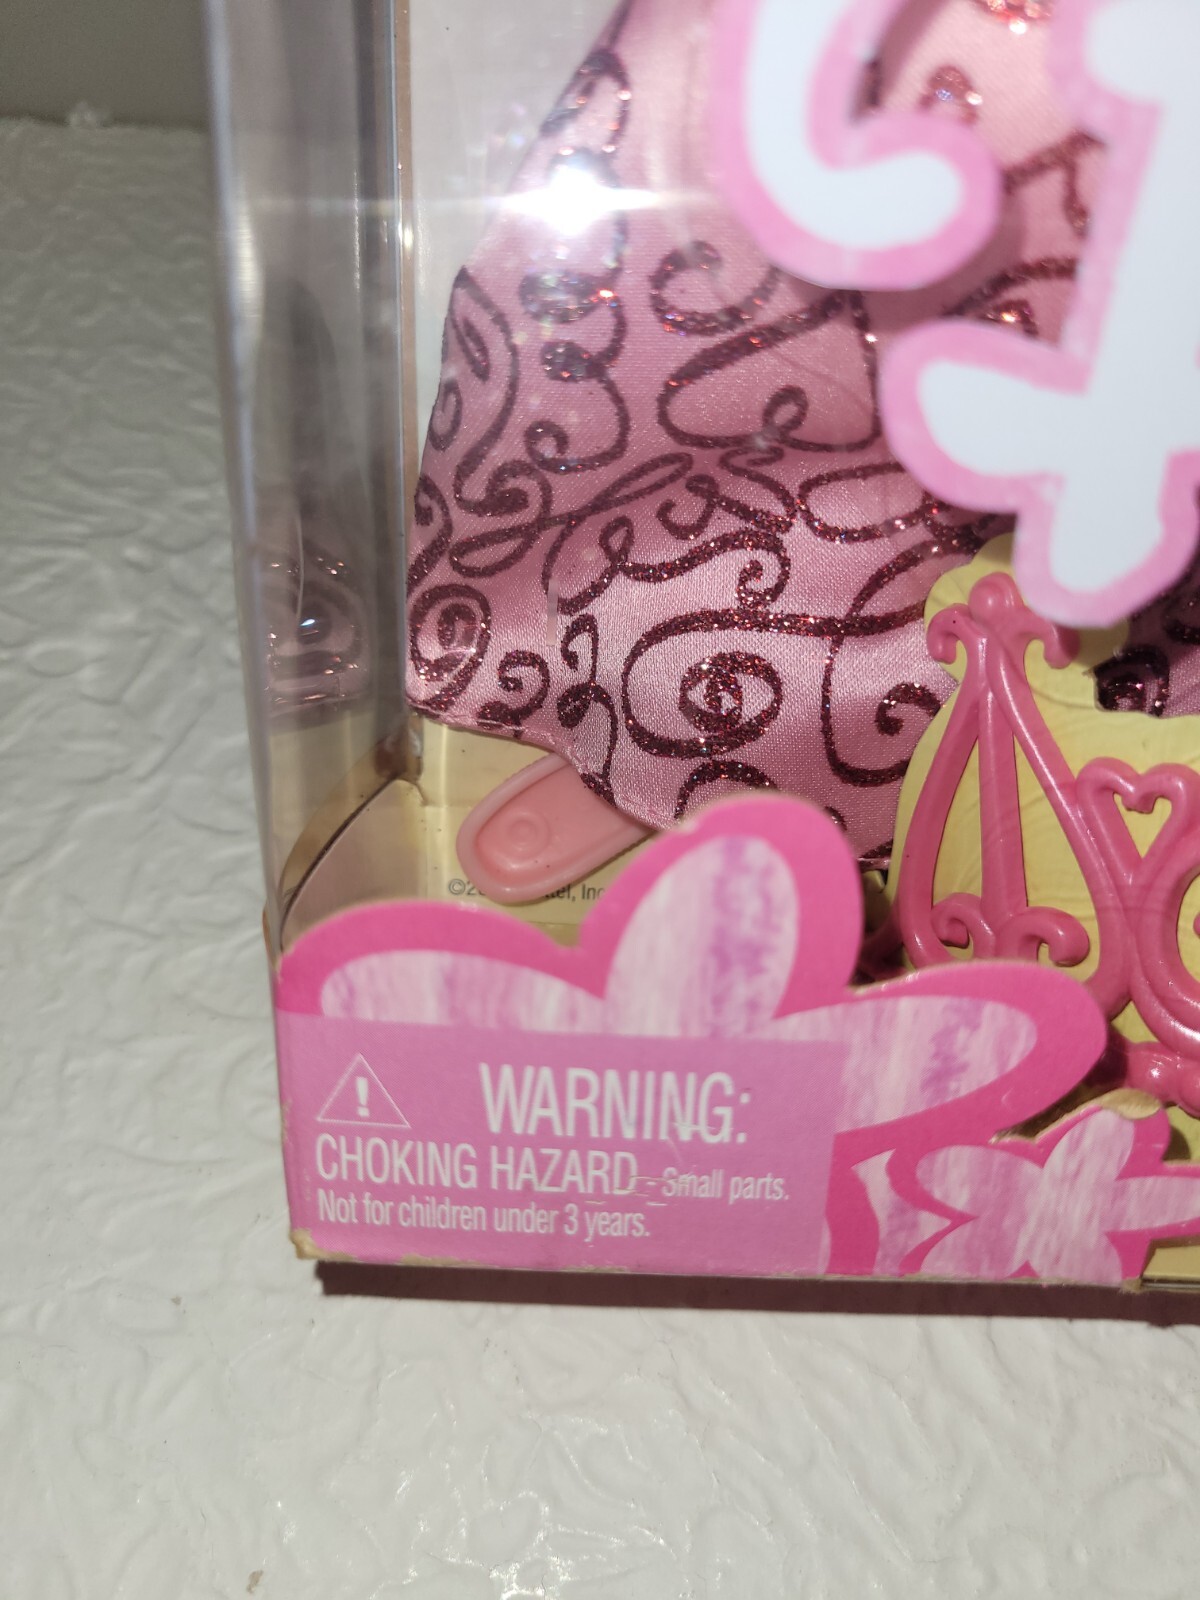 WARNING:
CHOKING HAZARD - Small parts.
Not for children under 3 years.